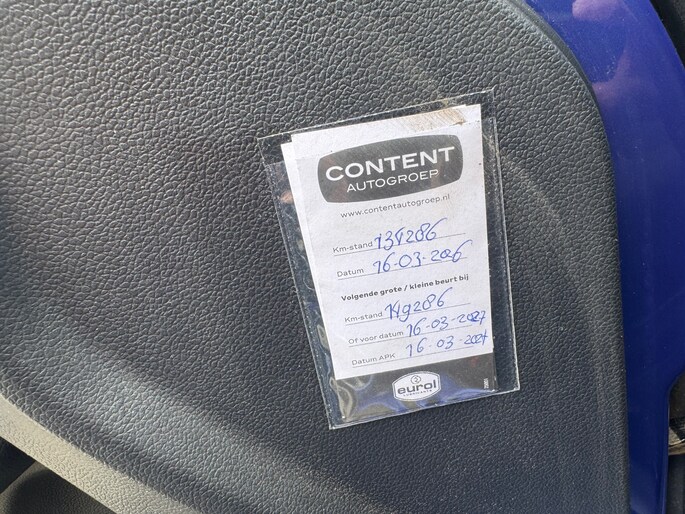 CONTENT
AUTOGROEP
www.contentautogroep.nl
Km-stand 134286
Datum 16-03-2026
Volgende grote / kleine beurt bij
Km-stand 149286
Of voor datum 16-03-2027
Datum APK 16-03-2027
eurol
LUBRICANTS